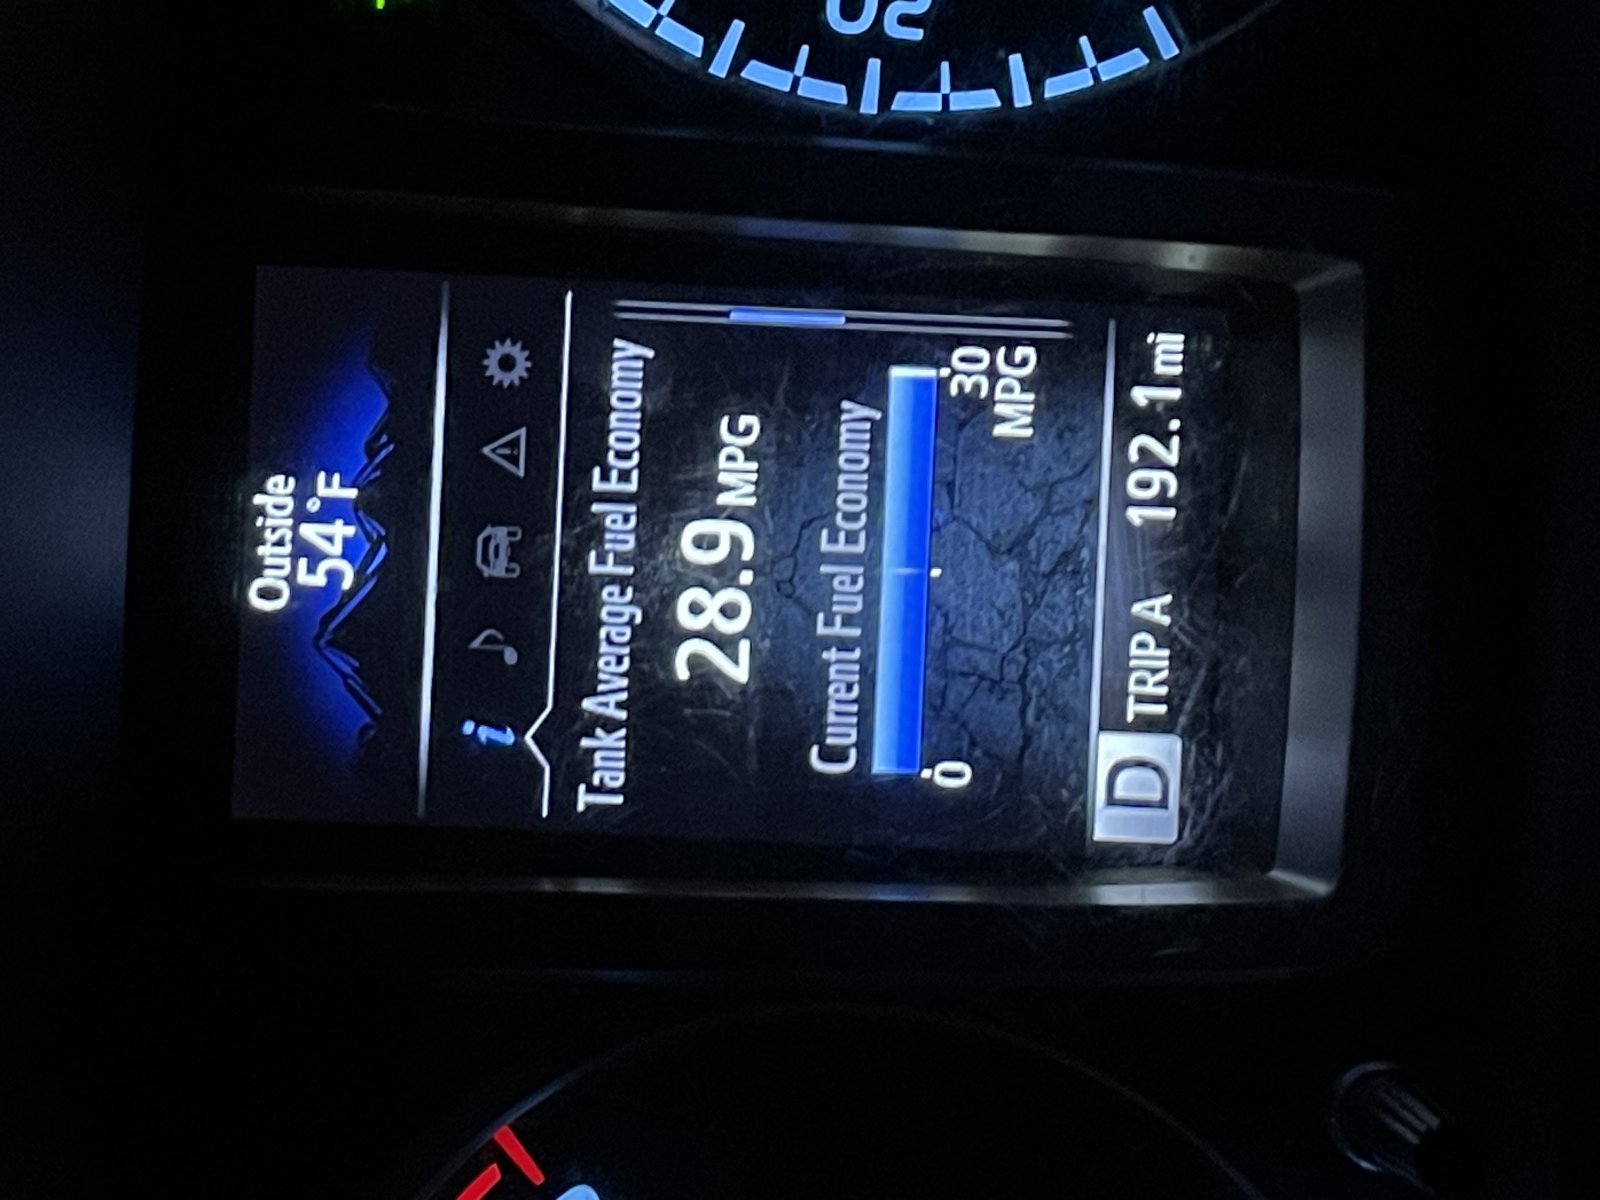 50
Outside
54°F
i
Tank Average Fuel Economy
28.9 MPG
Current Fuel Economy
0 30
MPG
D TRIP A 192.1 mi